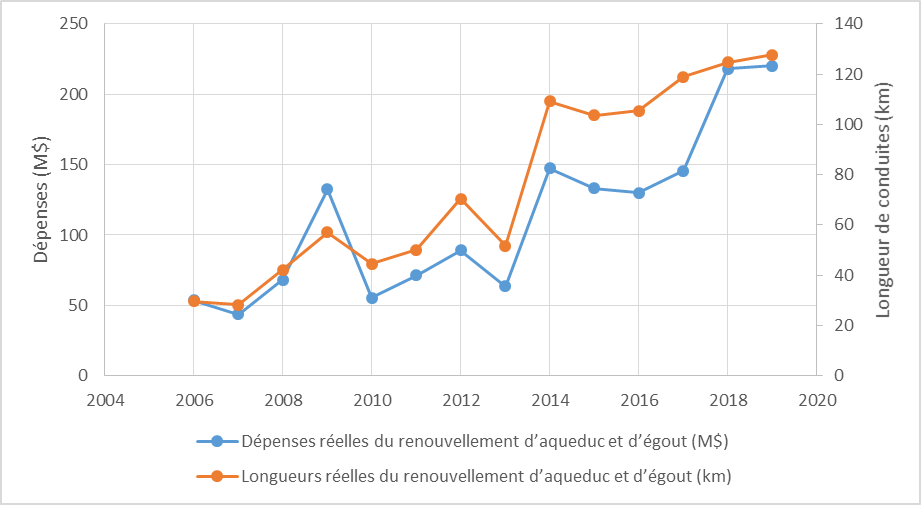 250
200
150
100
50
0
Dépenses (M$)
140
120
100
80
60
40
20
0
Longueur de conduites (km)
2004 2006 2008 2010 2012 2014 2016 2018 2020
Dépenses réelles du renouvellement d’aqueduc et d’égout (M$)
Longueurs réelles du renouvellement d’aqueduc et d’égout (km)